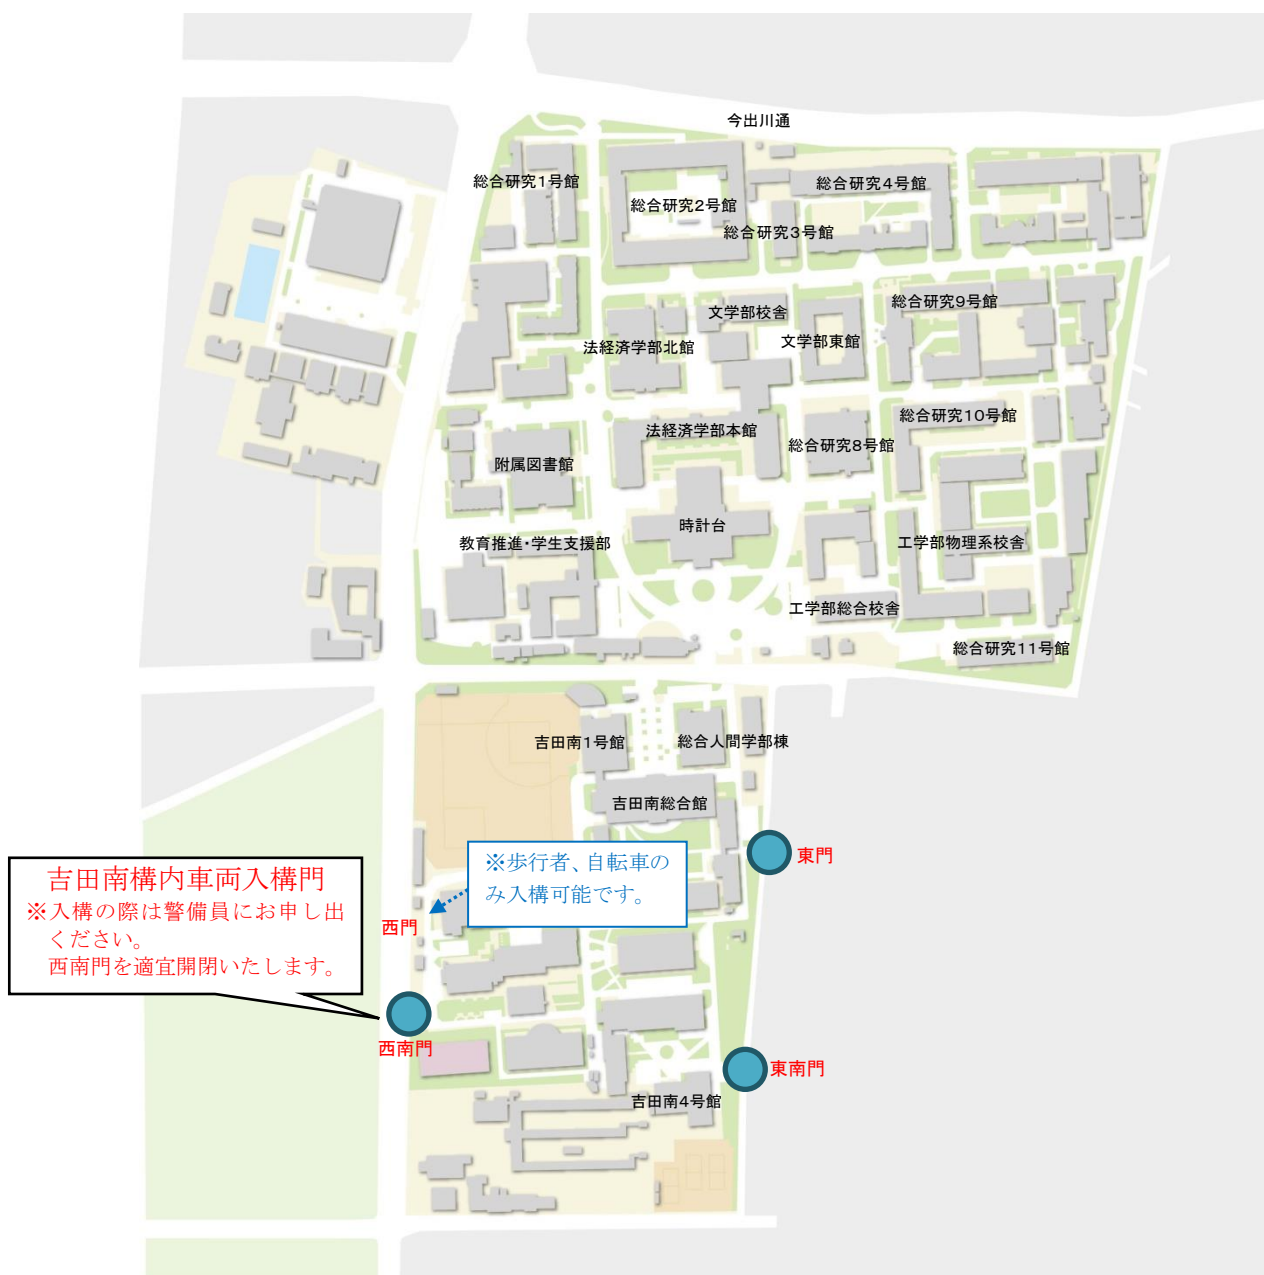 今出川通
総合研究1号館
総合研究2号館
総合研究4号館
総合研究3号館
総合研究9号館
文学部校舎
文学部東館
法経済学部北館
総合研究10号館
法経済学部本館
総合研究8号館
附属図書館
時計台
教育推進・学生支援部
工学部物理系校舎
工学部総合校舎
総合研究11号館
吉田南1号館
総合人間学部棟
吉田南総合館
東門
※歩行者、自転車の
み入構可能です。
吉田南構内車両入構門
※入構の際は警備員にお申し出
ください。
西南門を適宜開閉いたします。
西門
西南門
東南門
吉田南4号館